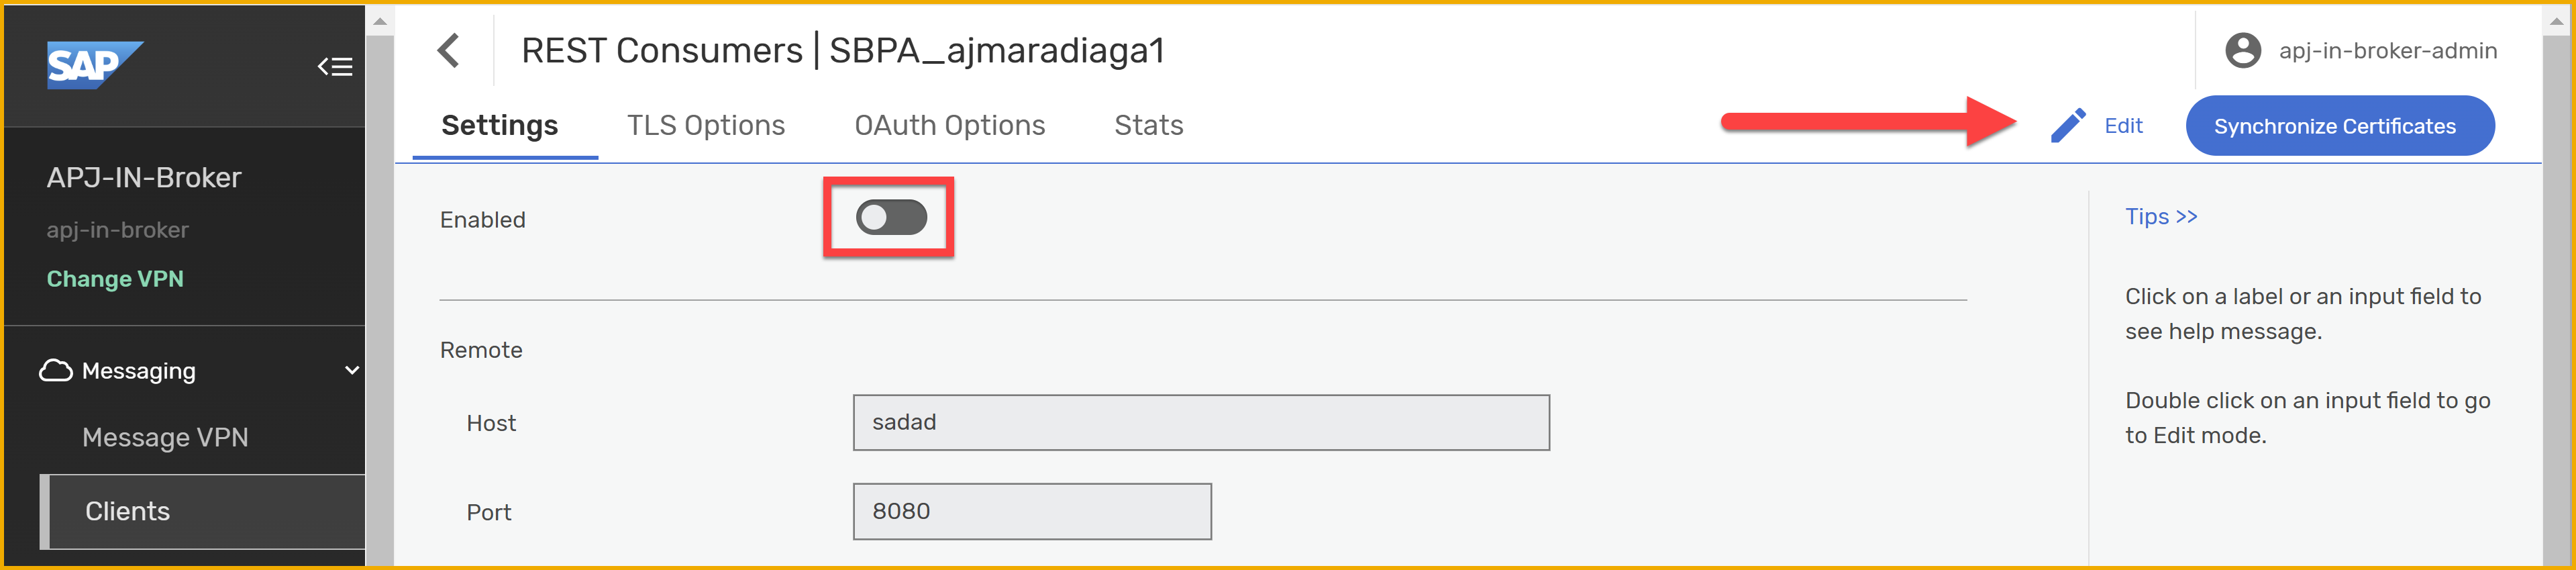 SAP
REST Consumers | SBPA_ajmaradiaga1
apj-in-broker-admin
Settings
TLS Options
OAuth Options
Stats
Edit
Synchronize Certificates
APJ-IN-Broker
apj-in-broker
Change VPN
Messaging
Message VPN
Clients
Enabled
Remote
Host
sadad
Port
8080
Tips >>
Click on a label or an input field to
see help message.
Double click on an input field to go
to Edit mode.